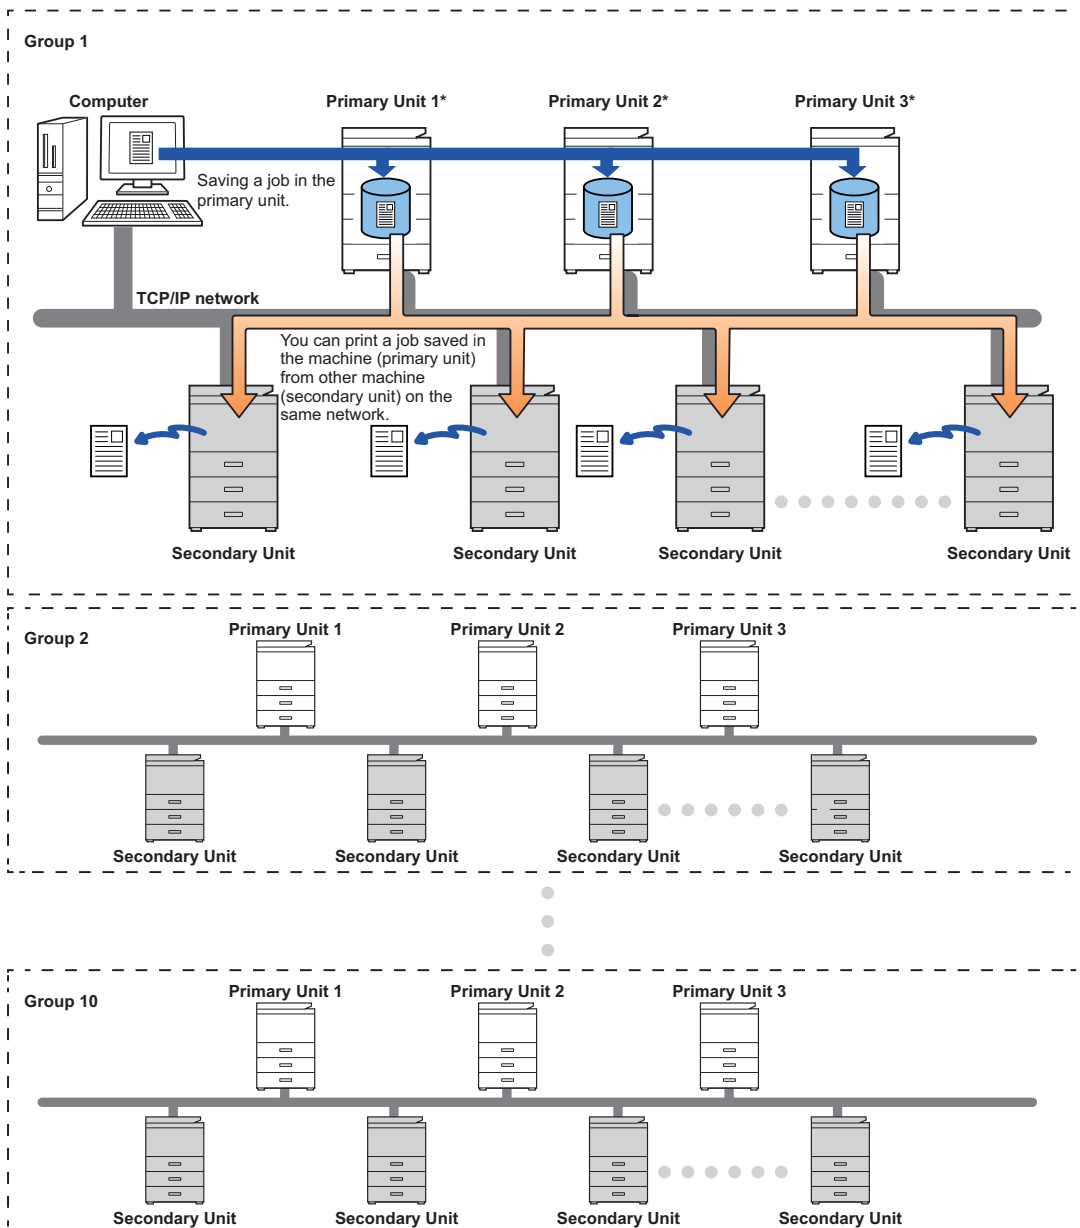 Group 1
Computer
Primary Unit 1*
Primary Unit 2*
Primary Unit 3*
Saving a job in the
primary unit.
TCP/IP network
You can print a job saved in
the machine (primary unit)
from other machine
(secondary unit) on the
same network.
Secondary Unit
Secondary Unit
Secondary Unit
Secondary Unit
Group 2
Primary Unit 1
Primary Unit 2
Primary Unit 3
Secondary Unit
Secondary Unit
Secondary Unit
Secondary Unit
Group 10
Primary Unit 1
Primary Unit 2
Primary Unit 3
Secondary Unit
Secondary Unit
Secondary Unit
Secondary Unit